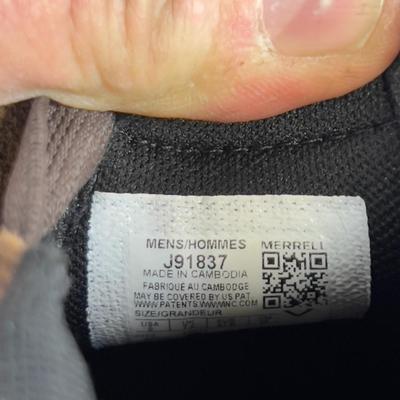 MENS/HOMMES MERRELL
J91837
MADE IN CAMBODIA
FABRIQUÉ AU CAMBODGE
MAY BE COVERED BY US PAT
WWW.PATENTS.WWWINC.COM
SIZE/GRANDEUR
USA